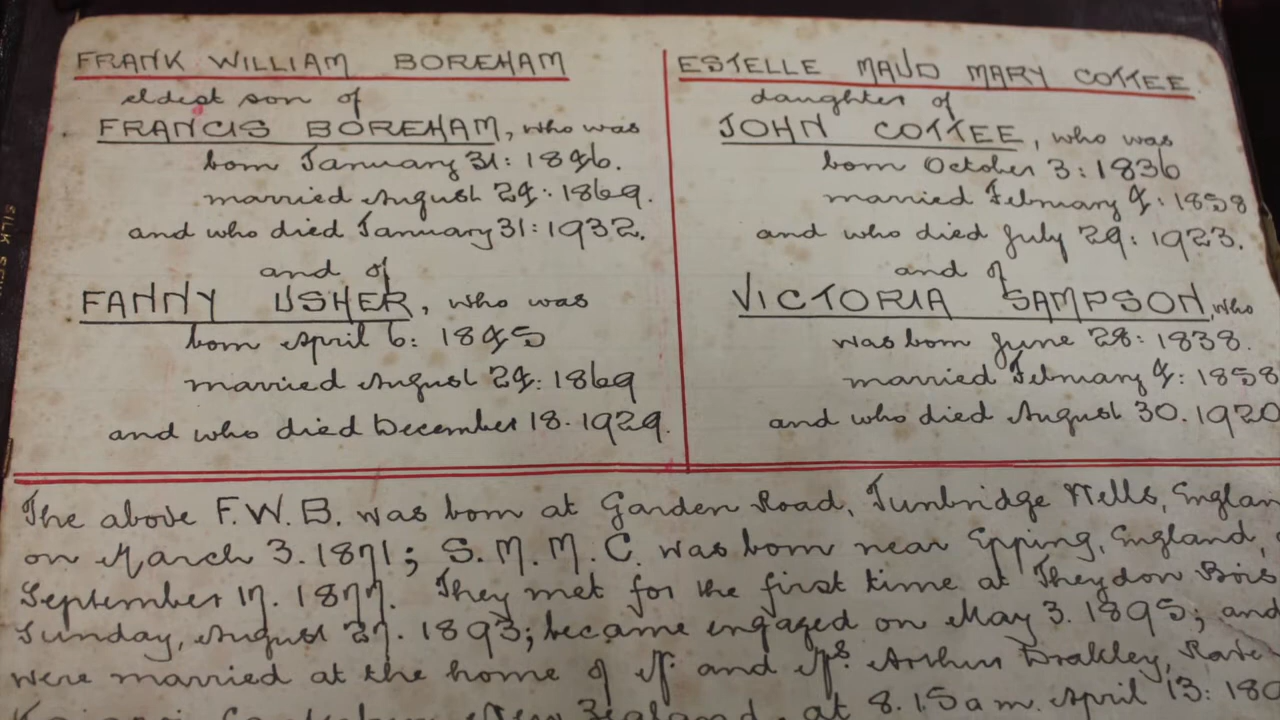 FRANK WILLIAM BOREHAM
eldest son of
FRANCIS BOREHAM, who was
born January 31: 1846.
married August 24: 1869.
and who died January 31: 1932.
and of
FANNY USHER, who was
born April 6: 1845
married August 24: 1869
and who died December 18. 1929.
ESTELLE MAUD MARY COTTEE
daughter of
JOHN COTTEE, who was
born October 3: 1836
married February 4: 1858
and who died July 29: 1923.
and of
VICTORIA SAMPSON, who
was born June 28: 1838.
married February 4: 1858
and who died August 30. 1920
The above F.W.B. was born at Garden Road, Tunbridge Wells, Englan
on March 3. 1871; S.M.M.C. was born near Epping, England,
September 17. 1877. They met for the first time at Theydon Bois
Sunday, August 27. 1893; became engaged on May 3. 1895; and
were married at the home of Mr and Mrs Arthur Brakley,
Canterbury, New Zealand, at 8.15 a.m. April 13: 18